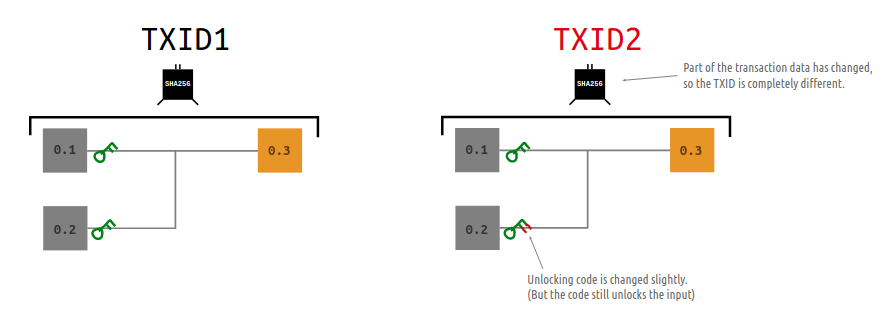 TXID1
TXID2
SHA256
SHA256
Part of the transaction data has changed,
so the TXID is completely different.
0.1
0.3
0.1
0.3
0.2
0.2
Unlocking code is changed slightly.
(But the code still unlocks the input)